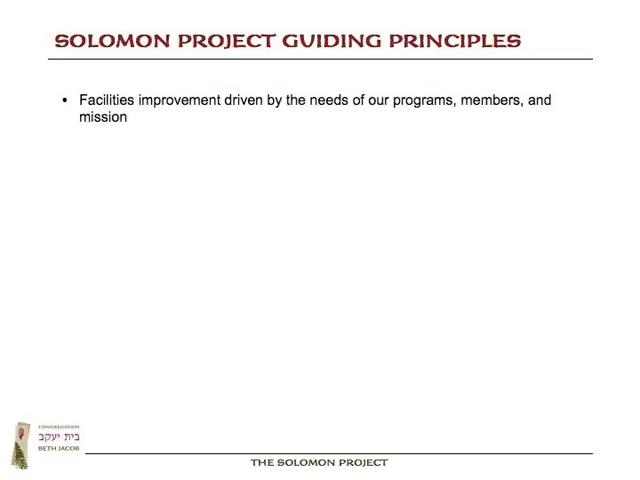 SOLOMON PROJECT GUIDING PRINCIPLES
• Facilities improvement driven by the needs of our programs, members, and
mission
CONGREGATION
בית יעקב
BETH JACOB
THE SOLOMON PROJECT